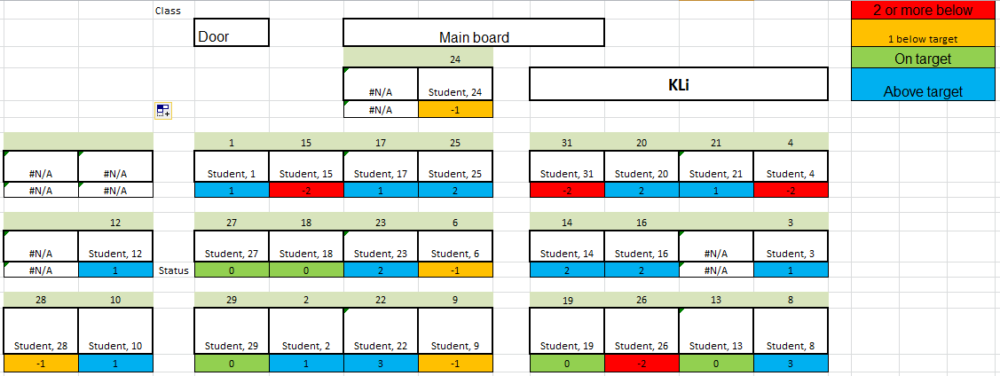 Class
2 or more below
Door
Main board
1 below target
24
On target
#N/A Student, 24
KLi
Above target
#N/A -1
1 15 17 25 31 20 21 4
#N/A #N/A Student, 1 Student, 15 Student, 17 Student, 25 Student, 31 Student, 20 Student, 21 Student, 4
#N/A #N/A 1 -2 1 2 -2 2 1 -2
12 27 18 23 6 14 16 3
#N/A Student, 12 Student, 27 Student, 18 Student, 23 Student, 6 Student, 14 Student, 16 #N/A Student, 3
#N/A 1 Status 0 0 2 -1 2 2 #N/A 1
28 10 29 2 22 9 19 26 13 8
Student, 28 Student, 10 Student, 29 Student, 2 Student, 22 Student, 9 Student, 19 Student, 26 Student, 13 Student, 8
-1 1 0 1 3 -1 0 -2 0 3